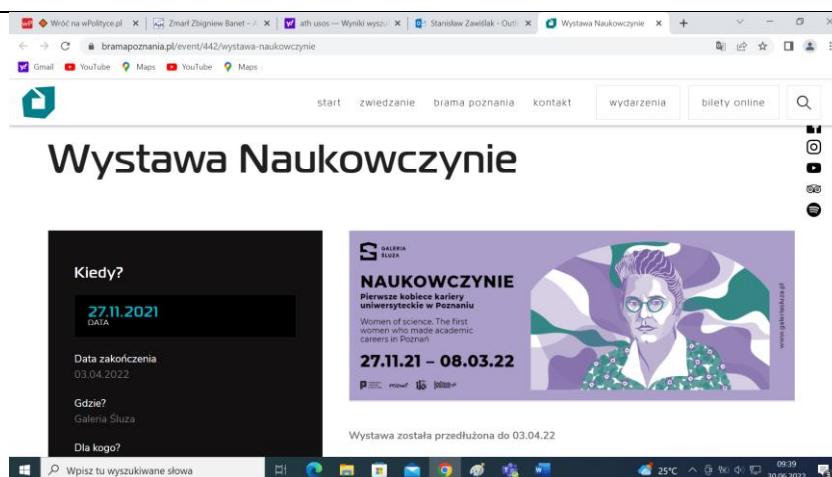 Wróć na wPolityce.pl
Zmarł Zbigniew Banet - A
ath usos — Wyniki wyszu
Stanisław Zawiślak - Outl
Wystawa Naukowczynie
bramapoznania.pl/event/442/wystawa-naukowczynie
Gmail YouTube Maps YouTube Maps
start zwiedzanie brama poznania kontakt wydarzenia bilety online
Wystawa Naukowczynie
Kiedy?
27.11.2021
DATA
Data zakończenia
03.04.2022
Gdzie?
Galeria Śluza
Dla kogo?
GALERIA
ŚLUZA
NAUKOWCZYNIE
Pierwsze kobiece kariery
uniwersyteckie w Poznaniu
Women of science. The first
women who made academic
careers in Poznań
27.11.21 – 08.03.22
www.galeriasluza.pl
Wystawa została przedłużona do 03.04.22
Wpisz tu wyszukiwane słowa
25°C
09:39
30.06.2022